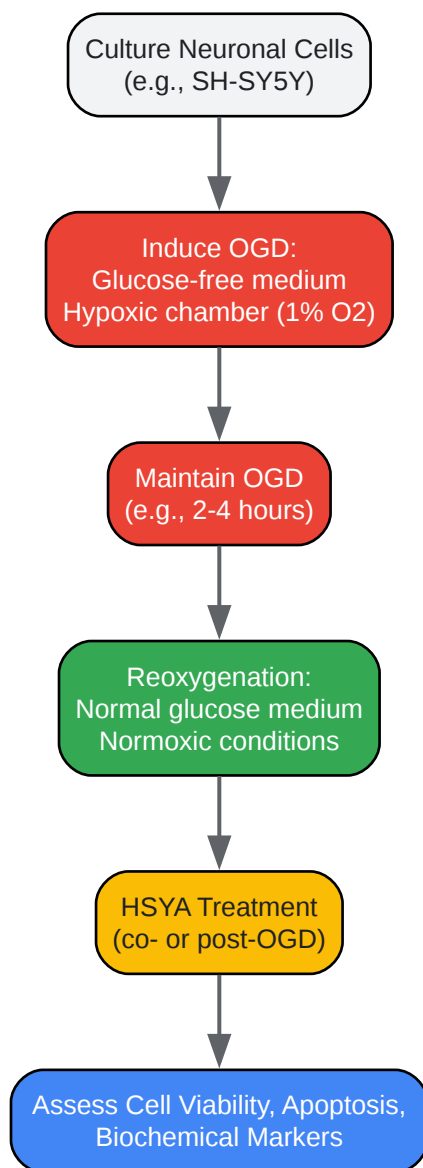 Culture Neuronal Cells
(e.g., SH-SY5Y)
Induce OGD:
Glucose-free medium
Hypoxic chamber (1% O2)
Maintain OGD
(e.g., 2-4 hours)
Reoxygenation:
Normal glucose medium
Normoxic conditions
HSYA Treatment
(co- or post-OGD)
Assess Cell Viability, Apoptosis,
Biochemical Markers